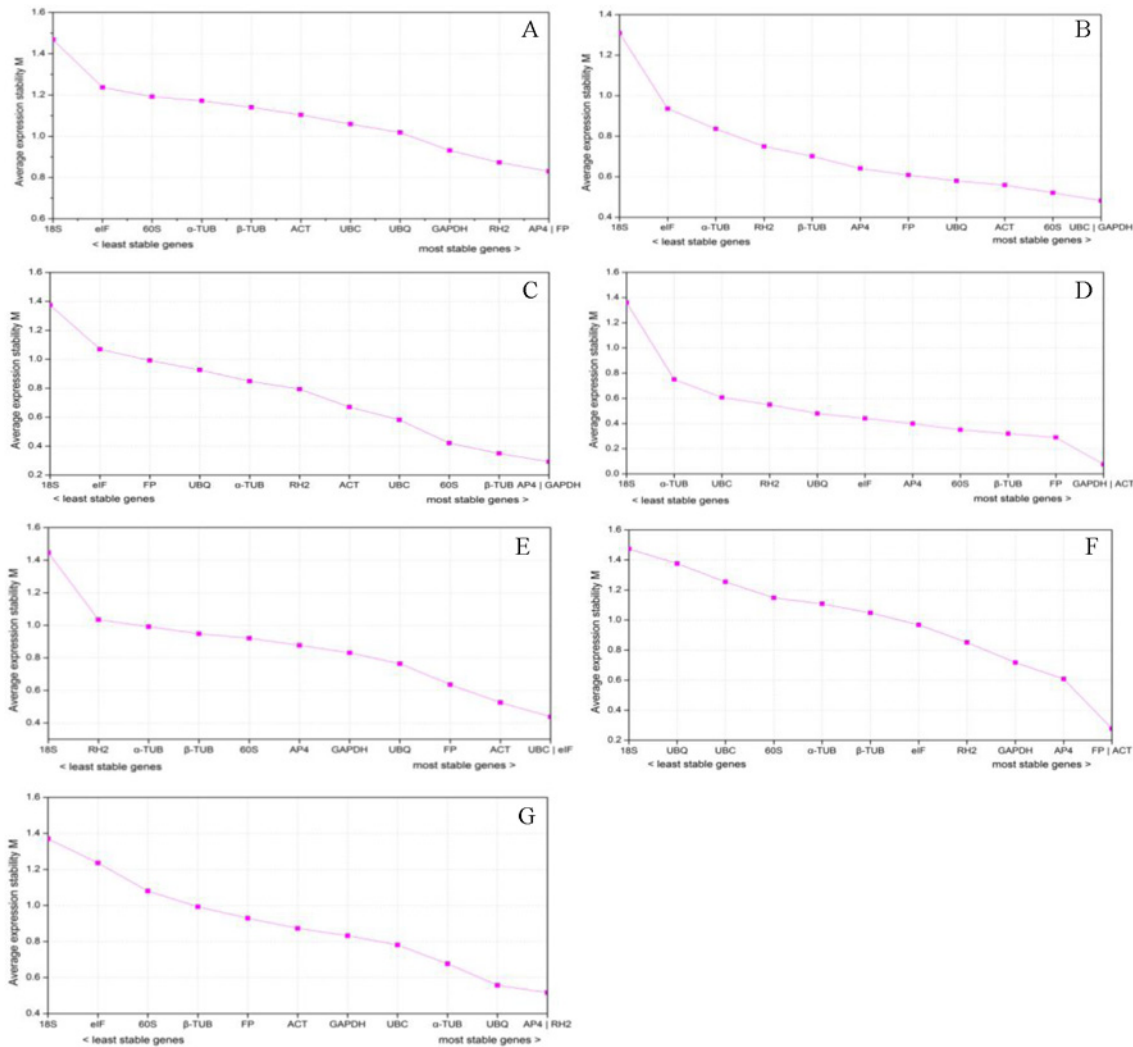 A
Average expression stability M
1.6
1.4
1.2
1.0
0.8
0.6
18S eIF 60S α-TUB β-TUB ACT UBC UBQ GAPDH RH2 AP4 | FP
< least stable genes most stable genes >
B
Average expression stability M
1.4
1.2
1.0
0.8
0.6
0.4
18S eIF α-TUB RH2 β-TUB AP4 FP UBQ ACT 60S UBC | GAPDH
< least stable genes most stable genes >
C
Average expression stability M
1.6
1.4
1.2
1.0
0.8
0.6
0.4
0.2
18S eIF FP UBQ α-TUB RH2 ACT UBC 60S β-TUB AP4 | GAPDH
< least stable genes most stable genes >
D
Average expression stability M
1.6
1.4
1.2
1.0
0.8
0.6
0.4
0.2
0.0
18S α-TUB UBC RH2 UBQ eIF AP4 60S β-TUB FP GAPDH | ACT
< least stable genes most stable genes >
E
Average expression stability M
1.6
1.4
1.2
1.0
0.8
0.6
0.4
18S RH2 α-TUB β-TUB 60S AP4 GAPDH UBQ FP ACT UBC | eIF
< least stable genes most stable genes >
F
Average expression stability M
1.6
1.4
1.2
1.0
0.8
0.6
0.4
0.2
18S UBQ UBC 60S α-TUB β-TUB eIF RH2 GAPDH AP4 FP | ACT
< least stable genes most stable genes >
G
Average expression stability M
1.6
1.4
1.2
1.0
0.8
0.6
0.4
18S eIF 60S β-TUB FP ACT GAPDH UBC α-TUB UBQ AP4 | RH2
< least stable genes most stable genes >